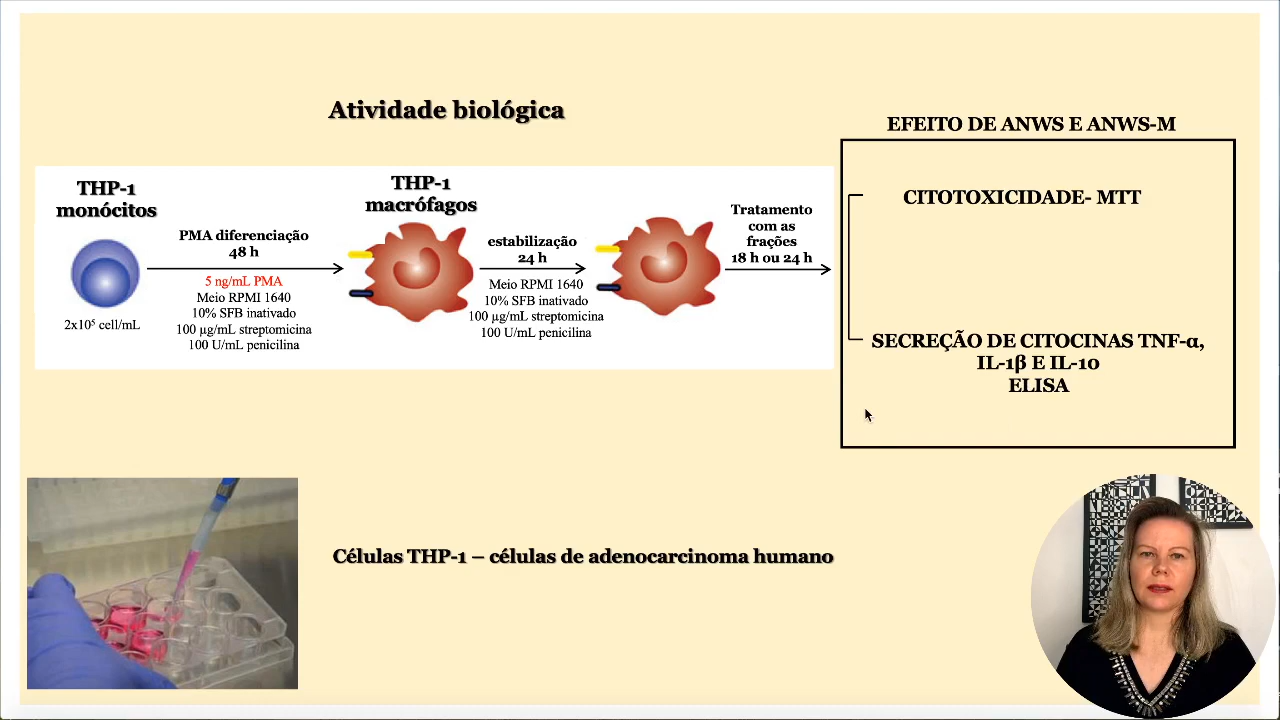 Atividade biológica
THP-1
monócitos
2x10⁵ cell/mL
PMA diferenciação
48 h
5 ng/mL PMA
Meio RPMI 1640
10% SFB inativado
100 µg/mL streptomicina
100 U/mL penicilina
THP-1
macrófagos
estabilização
24 h
Meio RPMI 1640
10% SFB inativado
100 µg/mL streptomicina
100 U/mL penicilina
Tratamento
com as
frações
18 h ou 24 h
EFEITO DE ANWS E ANWS-M
CITOTOXICIDADE- MTT
SECREÇÃO DE CITOCINAS TNF-α,
IL-1β E IL-10
ELISA
Células THP-1 – células de adenocarcinoma humano